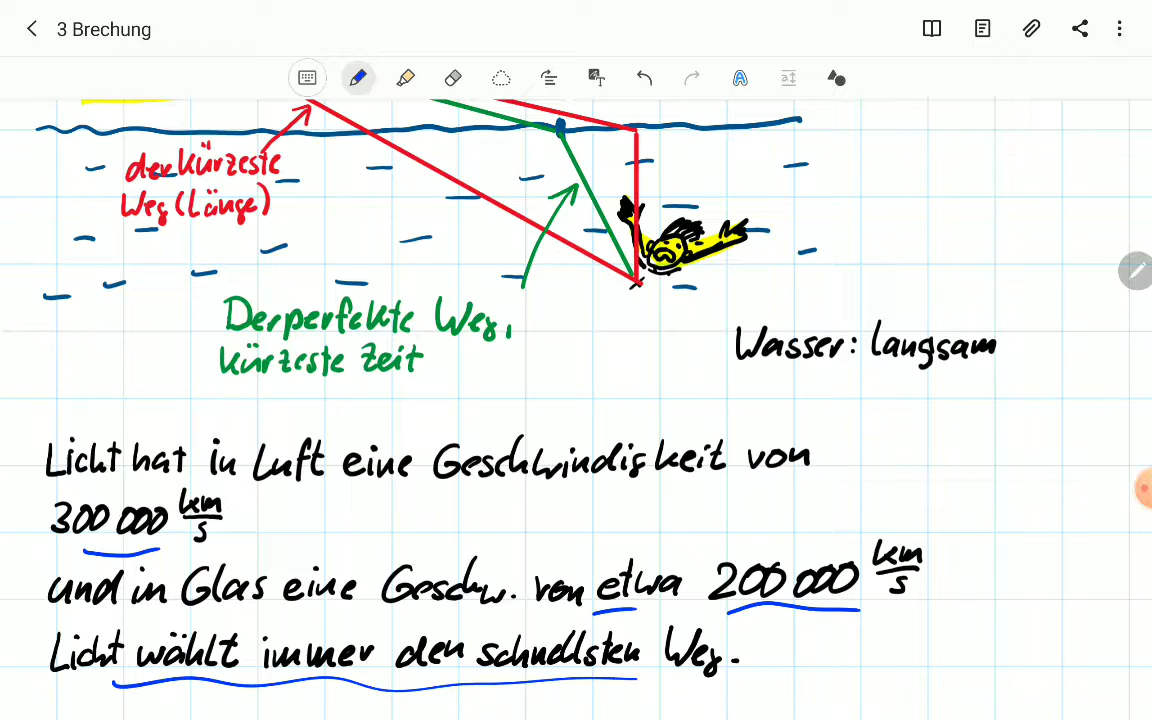 3 Brechung
der kürzeste
Weg (Länge)
Der perfekte Weg,
kürzeste Zeit
Wasser: langsam
Licht hat in Luft eine Geschwindigkeit von
300 000 km/s
und in Glas eine Geschw. von etwa 200 000 km/s
Licht wählt immer den schnellsten Weg.